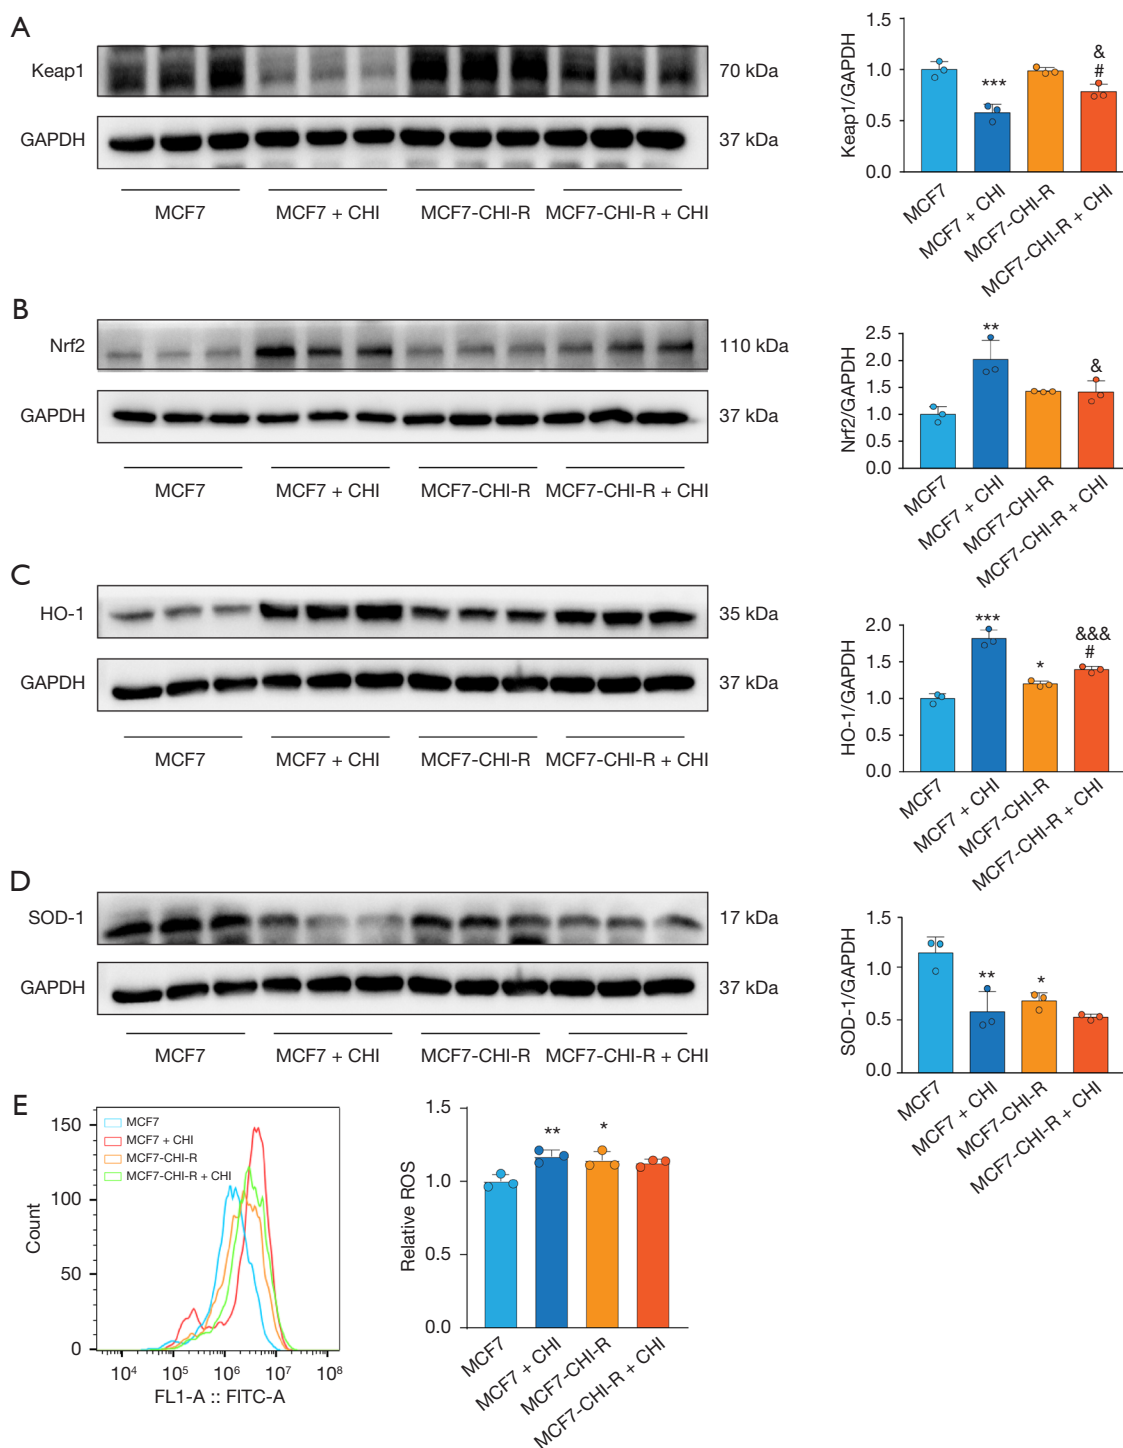 A
Keap1
70 kDa
GAPDH
37 kDa
MCF7
MCF7 + CHI
MCF7-CHI-R
MCF7-CHI-R + CHI
Keap1/GAPDH
1.5
1.0
0.5
0.0
***
&
#
MCF7
MCF7 + CHI
MCF7-CHI-R
MCF7-CHI-R + CHI
B
Nrf2
110 kDa
GAPDH
37 kDa
MCF7
MCF7 + CHI
MCF7-CHI-R
MCF7-CHI-R + CHI
Nrf2/GAPDH
2.5
2.0
1.5
1.0
0.5
0.0
**
&
MCF7
MCF7 + CHI
MCF7-CHI-R
MCF7-CHI-R + CHI
C
HO-1
35 kDa
GAPDH
37 kDa
MCF7
MCF7 + CHI
MCF7-CHI-R
MCF7-CHI-R + CHI
HO-1/GAPDH
2.0
1.5
1.0
0.0
***
*
&&&
#
MCF7
MCF7 + CHI
MCF7-CHI-R
MCF7-CHI-R + CHI
D
SOD-1
17 kDa
GAPDH
37 kDa
MCF7
MCF7 + CHI
MCF7-CHI-R
MCF7-CHI-R + CHI
SOD-1/GAPDH
1.5
1.0
0.5
0.0
**
*
MCF7
MCF7 + CHI
MCF7-CHI-R
MCF7-CHI-R + CHI
E
Count
150
100
50
0
MCF7
MCF7 + CHI
MCF7-CHI-R
MCF7-CHI-R + CHI
10⁴
10⁵
10⁶
10⁷
10⁸
FL1-A :: FITC-A
Relative ROS
1.5
1.0
0.5
0.0
**
*
MCF7
MCF7 + CHI
MCF7-CHI-R
MCF7-CHI-R + CHI